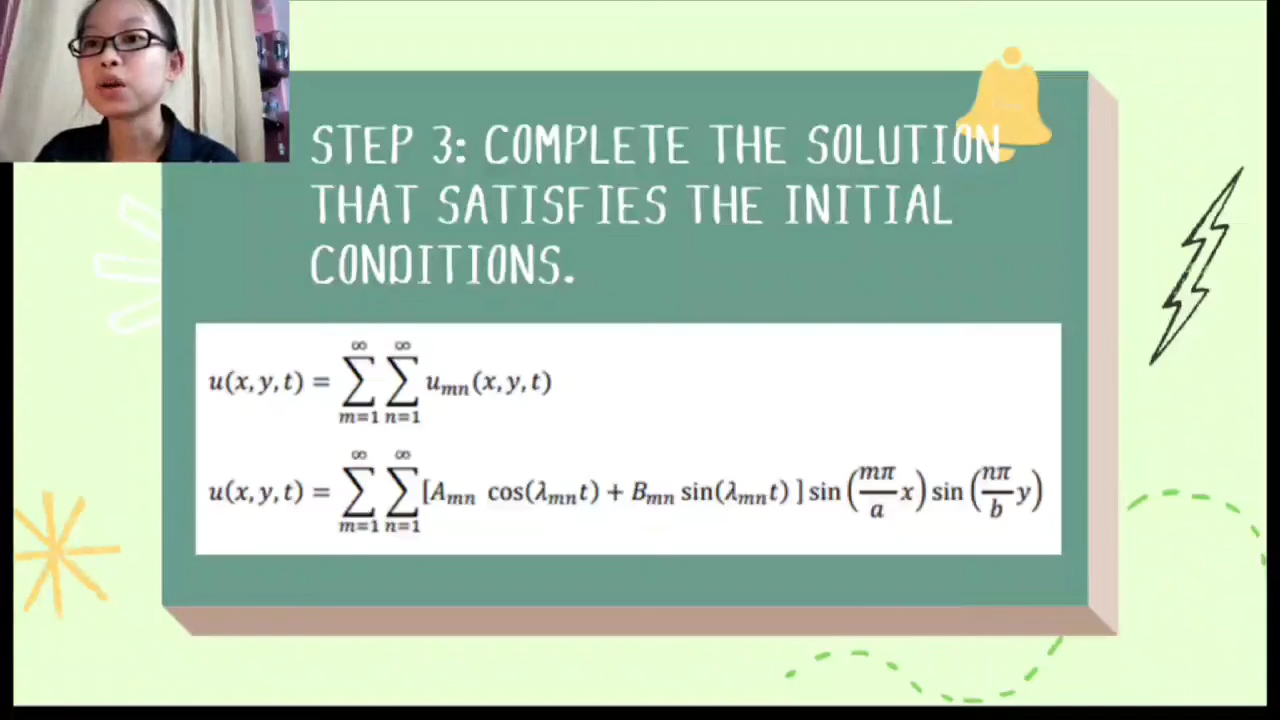 STEP 3: COMPLETE THE SOLUTION
THAT SATISFIES THE INITIAL
CONDITIONS.
u(x, y, t) = ∑_{m=1}^{∞} ∑_{n=1}^{∞} u_{mn}(x, y, t)
u(x, y, t) = ∑_{m=1}^{∞} ∑_{n=1}^{∞} [A_{mn} cos(λ_{mn}t) + B_{mn} sin(λ_{mn}t) ] sin (mπ/a x) sin (nπ/b y)